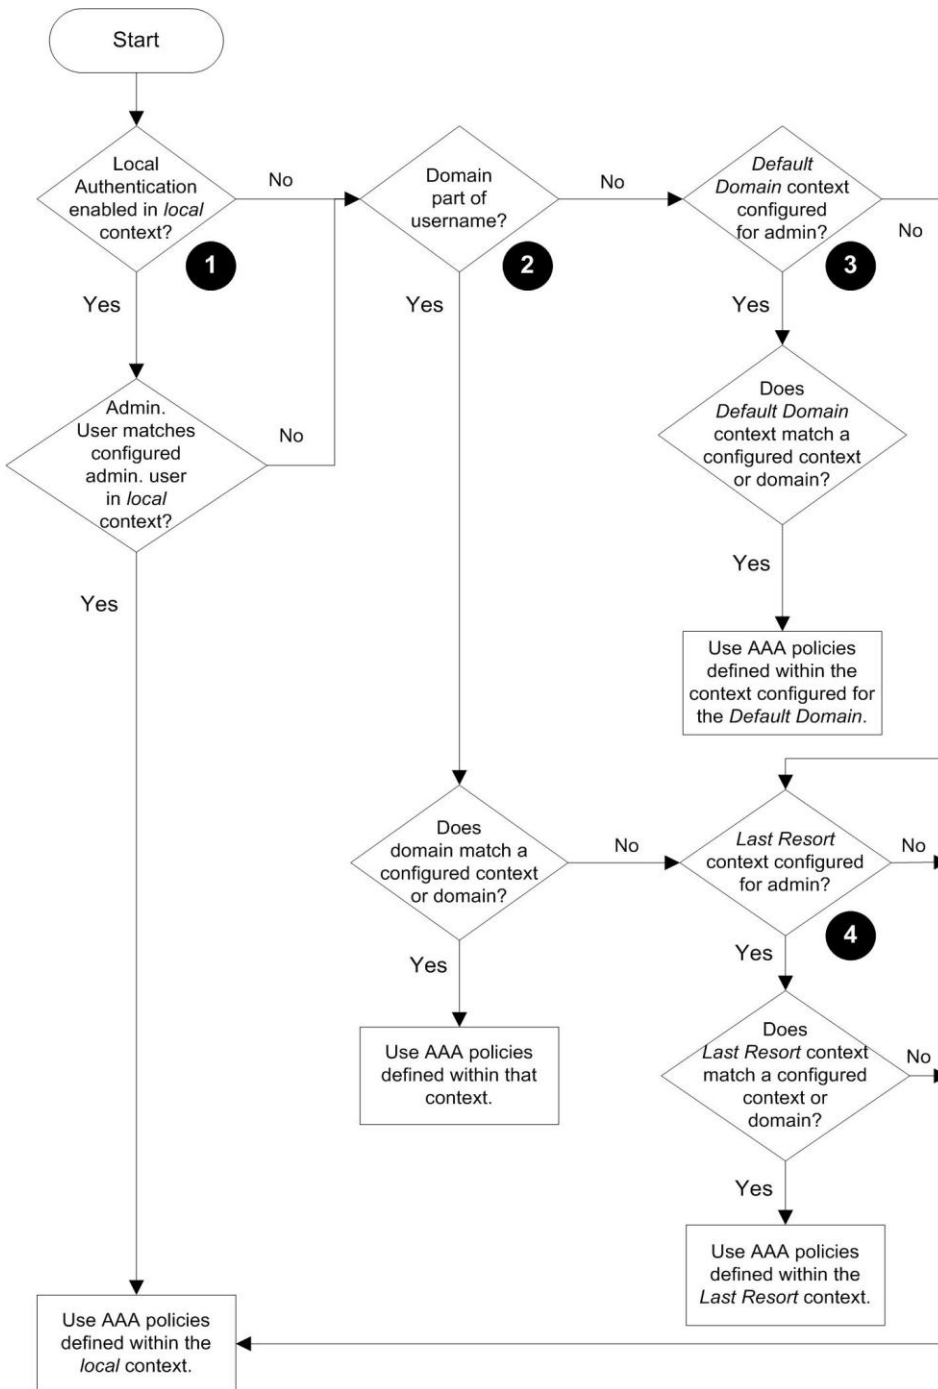 Start
Local
Authentication
enabled in local
context?
No
1
Yes
Domain
part of
username?
No
2
Yes
Default
Domain context
configured
for admin?
No
3
Yes
Admin.
User matches
configured
admin. user
in local
context?
No
Yes
Does
Default Domain
context match a
configured context
or domain?
Yes
Use AAA policies
defined within the
context configured for
the Default Domain.
Does
domain match a
configured context
or domain?
No
Yes
Last Resort
context configured
for admin?
No
4
Yes
Use AAA policies
defined within that
context.
Does
Last Resort context
match a configured
context or
domain?
No
Yes
Use AAA policies
defined within the
Last Resort context.
Use AAA policies
defined within the
local context.